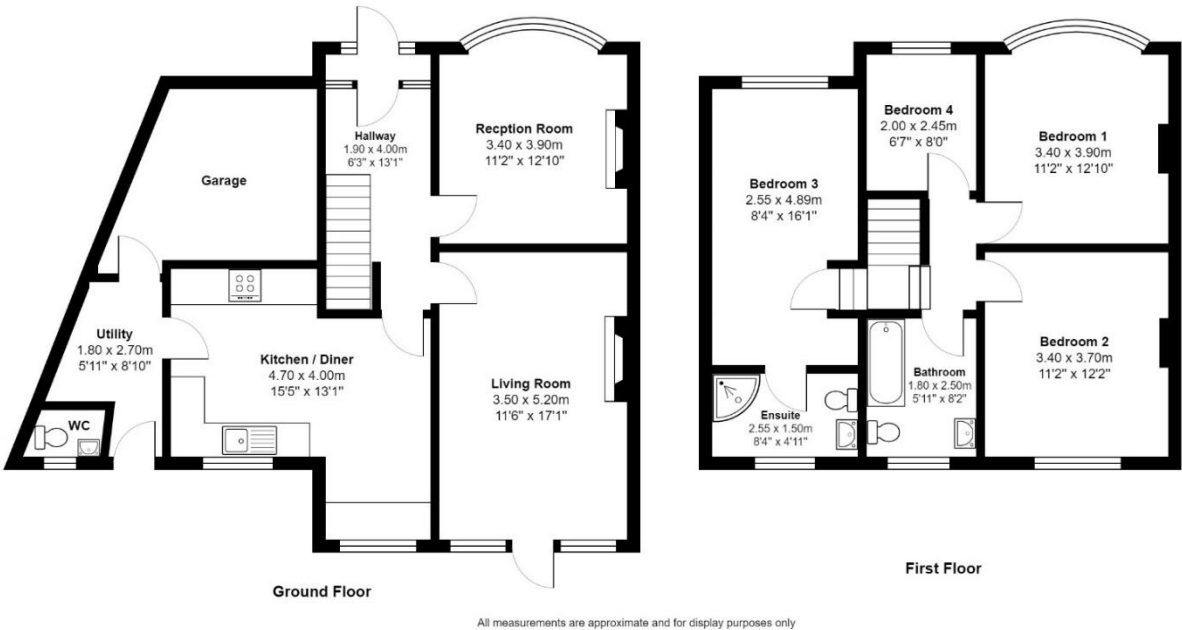 Hallway
1.90 x 4.00m
6'3" x 13'1"
Recption Room
3.40 x 3.90m
11'2" x 12'10"
Garage
Utility
1.80 x 2.70m
5'11" x 8'10"
Kitchen / Diner
4.70 x 4.00m
15'5" x 13'1"
Living Room
3.50 x 5.20m
11'6" x 17'1"
WC
Ground Floor
Bedroom 4
2.00 x 2.45m
6'7" x 8'0"
Bedroom 1
3.40 x 3.90m
11'2" x 12'10"
Bedroom 3
2.55 x 4.89m
8'4" x 16'1"
Bedroom 2
3.40 x 3.70m
11'2" x 12'2"
Bathroom
1.80 x 2.50m
5'11" x 8'2"
Ensuite
2.55 x 1.50m
8'4" x 4'11"
First Floor
All measurements are approximate and for display purposes only